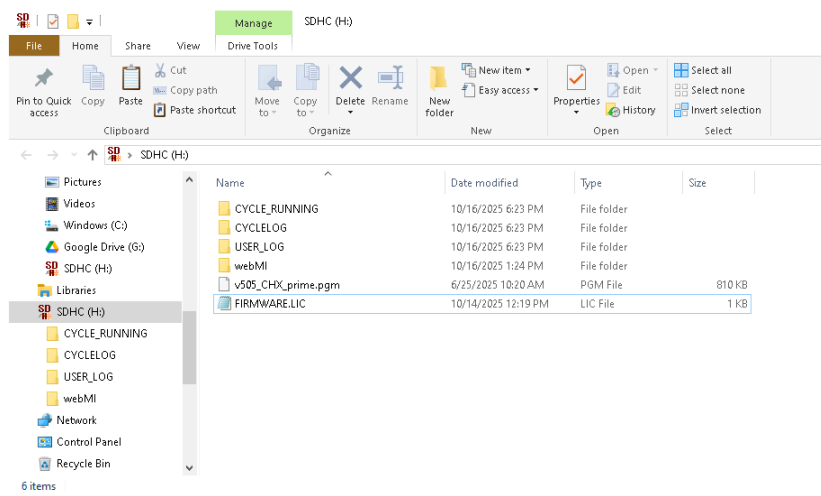 SD H Manage SDHC (H:)
File Home Share View Drive Tools
Pin to Quick access
Copy
Paste
Cut
Copy path
Paste shortcut
Clipboard
Move to
Copy to
Delete
Rename
Organize
New folder
New item
Easy access
New
Properties
Open
Edit
History
Open
Select all
Select none
Invert selection
Select
SDHC (H:)
Pictures
Videos
Windows (C:)
Google Drive (G:)
SDHC (H:)
Libraries
SDHC (H:)
CYCLE_RUNNING
CYCLELOG
USER_LOG
webMI
Network
Control Panel
Recycle Bin
Name Date modified Type Size
CYCLE_RUNNING 10/16/2025 6:23 PM File folder
CYCLELOG 10/16/2025 6:23 PM File folder
USER_LOG 10/16/2025 6:23 PM File folder
webMI 10/16/2025 1:24 PM File folder
v505_CHX_prime.pgm 6/25/2025 10:20 AM PGM File 810 KB
FIRMWARE.LIC 10/14/2025 12:19 PM LIC File 1 KB
6 items